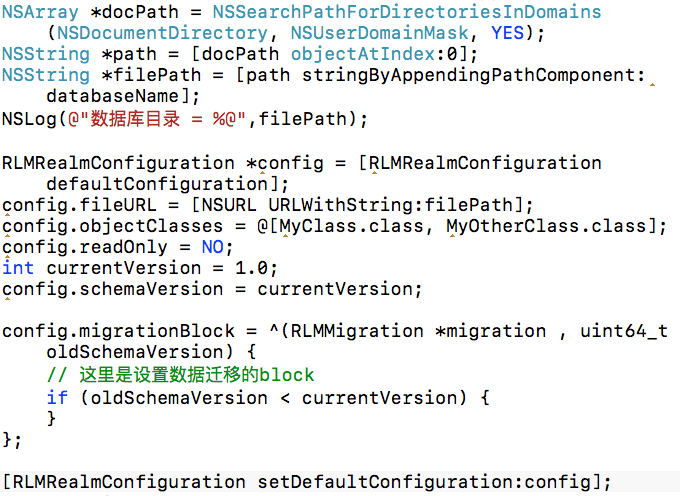 NSArray *docPath = NSSearchPathForDirectoriesInDomains
(NSDocumentDirectory, NSUserDomainMask, YES);
NSString *path = [docPath objectAtIndex:0];
NSString *filePath = [path stringByAppendingPathComponent:
databaseName];
NSLog(@"数据库目录 = %@",filePath);
RLMRealmConfiguration *config = [RLMRealmConfiguration
defaultConfiguration];
config.fileURL = [NSURL URLWithString:filePath];
config.objectClasses = @[MyClass.class, MyOtherClass.class];
config.readOnly = NO;
int currentVersion = 1.0;
config.schemaVersion = currentVersion;
config.migrationBlock = ^(RLMMigration *migration , uint64_t
oldSchemaVersion) {
// 这里是设置数据迁移的block
if (oldSchemaVersion < currentVersion) {
}
};
[RLMRealmConfiguration setDefaultConfiguration:config];